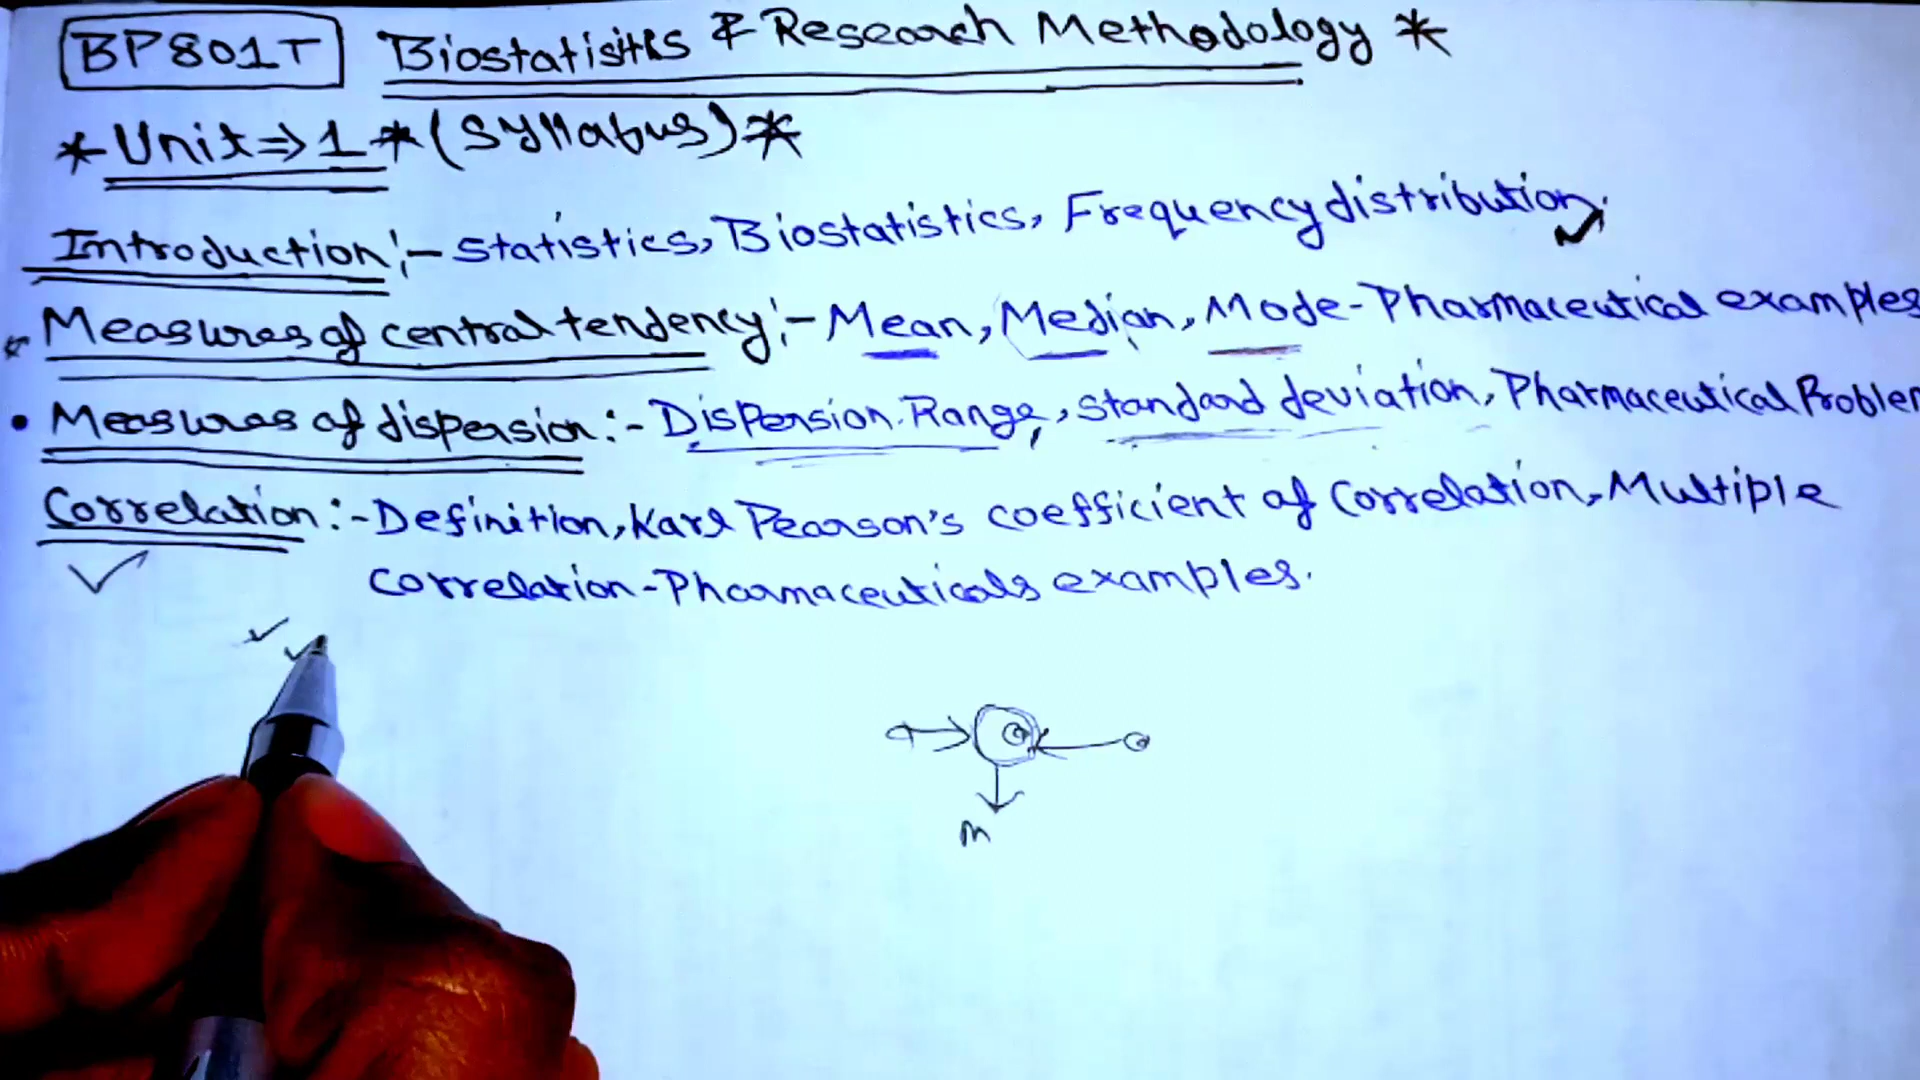 BP801T Biostatisitcs & Research Methodology *
* Unit ⇒ 1 * (Syllabus) *
Introduction :- Statistics, Biostatistics, Frequency distribution.
* Measures of central tendency :- Mean, Median, Mode - Pharmaceutical examples
• Measures of dispersion :- Dispersion. Range, Standard deviation, Pharmaceutical Problem
Correlation :- Definition, Karl Pearson's coefficient of Correlation, Multiple
Correlation - Pharmaceuticals examples.
m